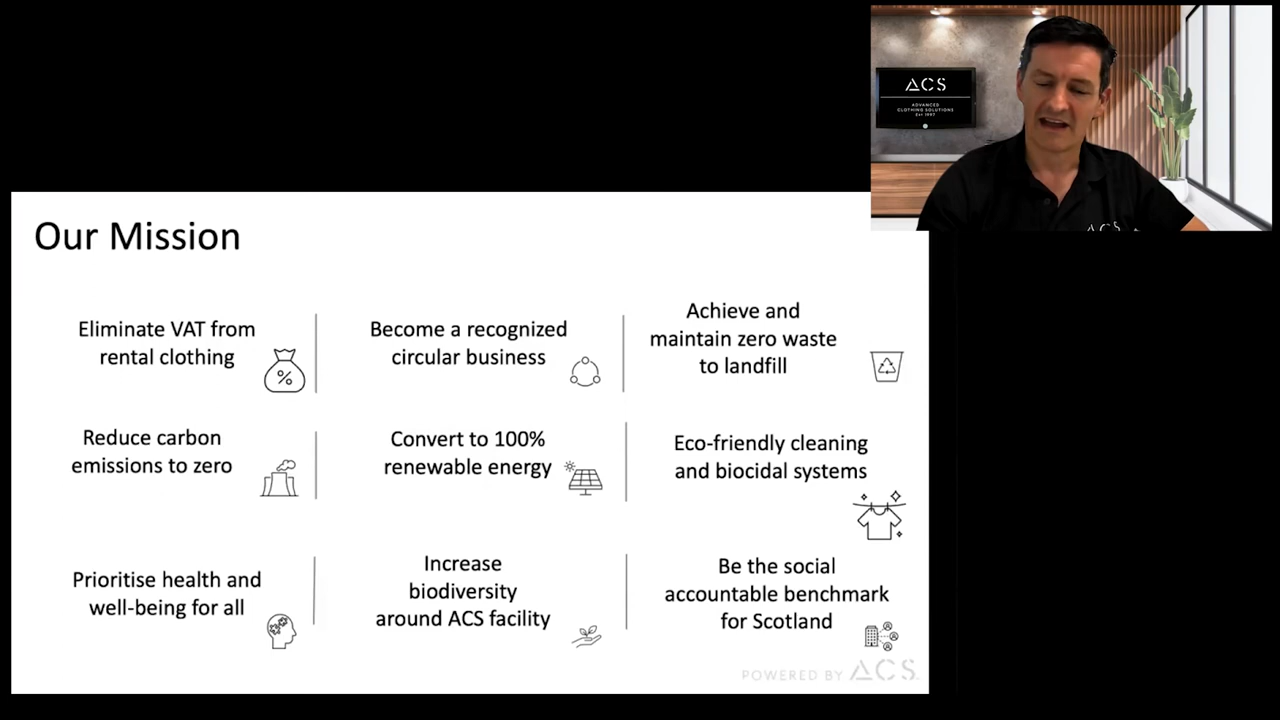 ACS
ADVANCED
CLOTHING SOLUTIONS
Est 1997
ACS
Our Mission
Eliminate VAT from
rental clothing
%
Become a recognized
circular business
Achieve and
maintain zero waste
to landfill
Reduce carbon
emissions to zero
Convert to 100%
renewable energy
Eco-friendly cleaning
and biocidal systems
Prioritise health and
well-being for all
Increase
biodiversity
around ACS facility
Be the social
accountable benchmark
for Scotland
POWERED BY ACS.